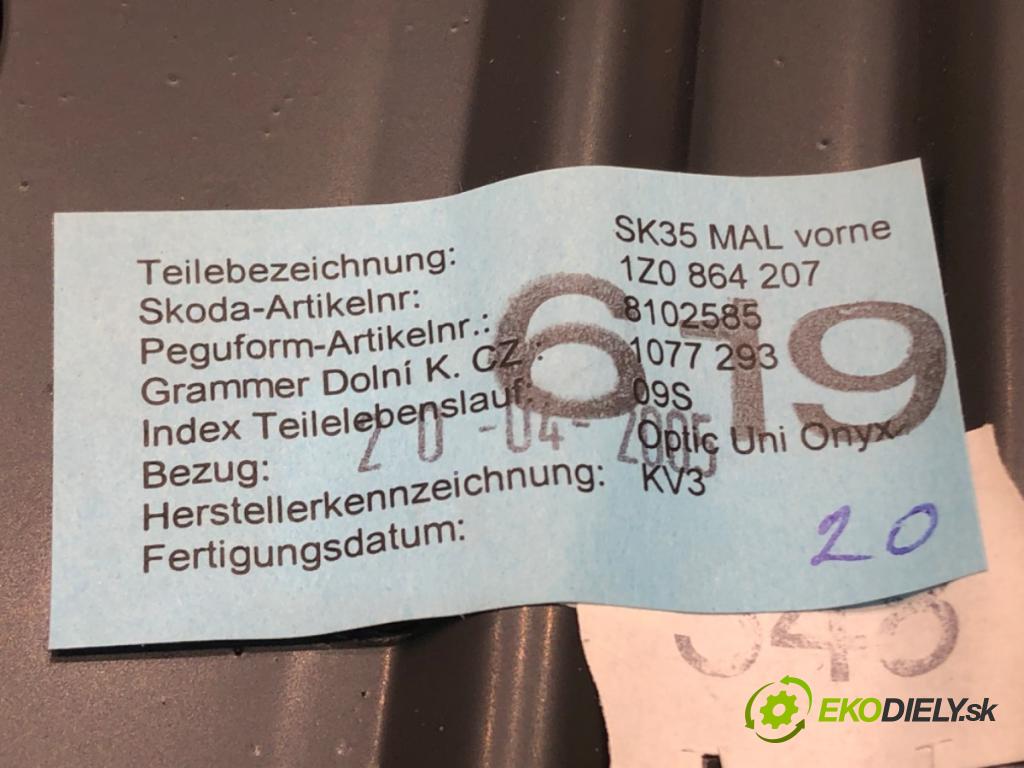 Teilebezeichnung: SK35 MAL vorne
Skoda-Artikelnr: 1Z0 864 207
Peguform-Artikelnr.: 8102585
Grammer Dolní K. CZ.: 1077 293
Index Teilelebenslauf: 09S
Bezug: Optic Uni Onyx
Herstellerkennzeichnung: KV3
Fertigungsdatum:
619
20 -04- 2005
20
548
EKODIELY.sk